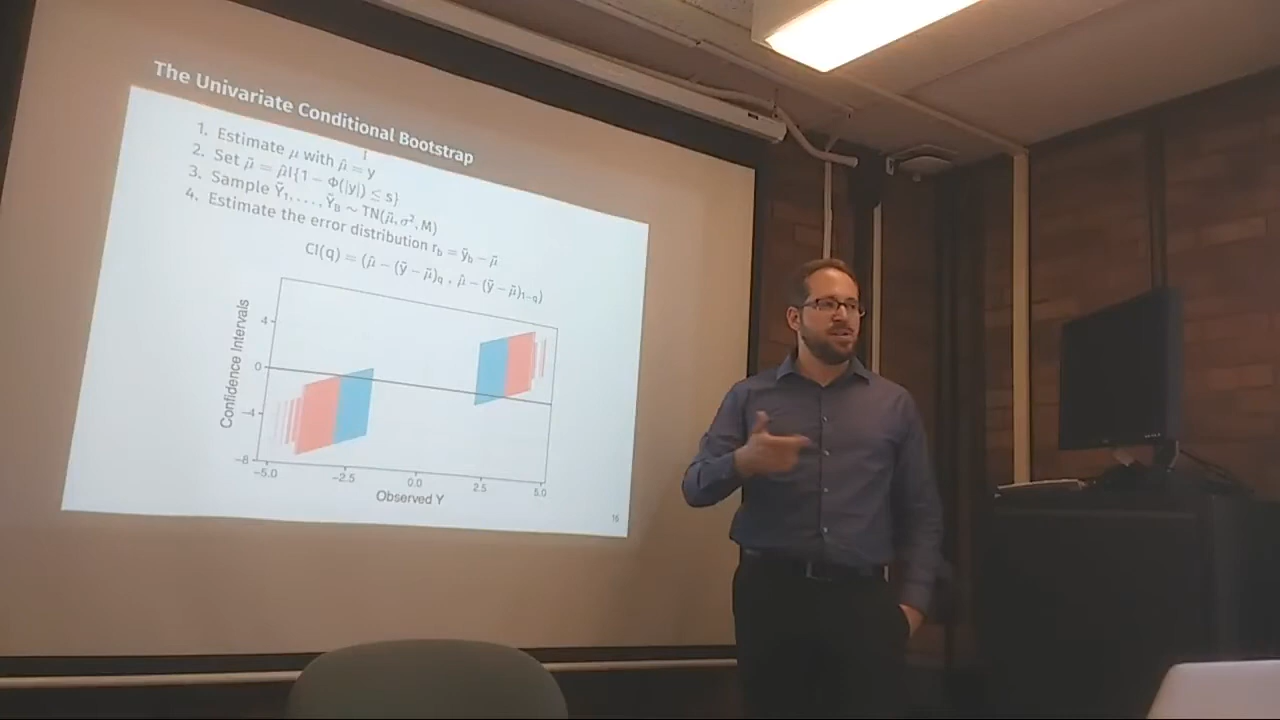 The Univariate Conditional Bootstrap
1. Estimate μ with μ̂ = y
2. Set μ̃ = μ̂I{1 − Φ(|y|) ≤ s}
3. Sample Ỹ₁, . . . , Ỹ_B ∼ TN(μ̃, σ², M)
4. Estimate the error distribution r_b = ỹ_b − μ̃
CI(q) = (μ̂ − (ỹ − μ̃)_q , μ̂ − (ỹ − μ̃)_{1−q})
Confidence Intervals
4
0
−4
−8
−5.0 −2.5 0.0 2.5 5.0
Observed Y
16